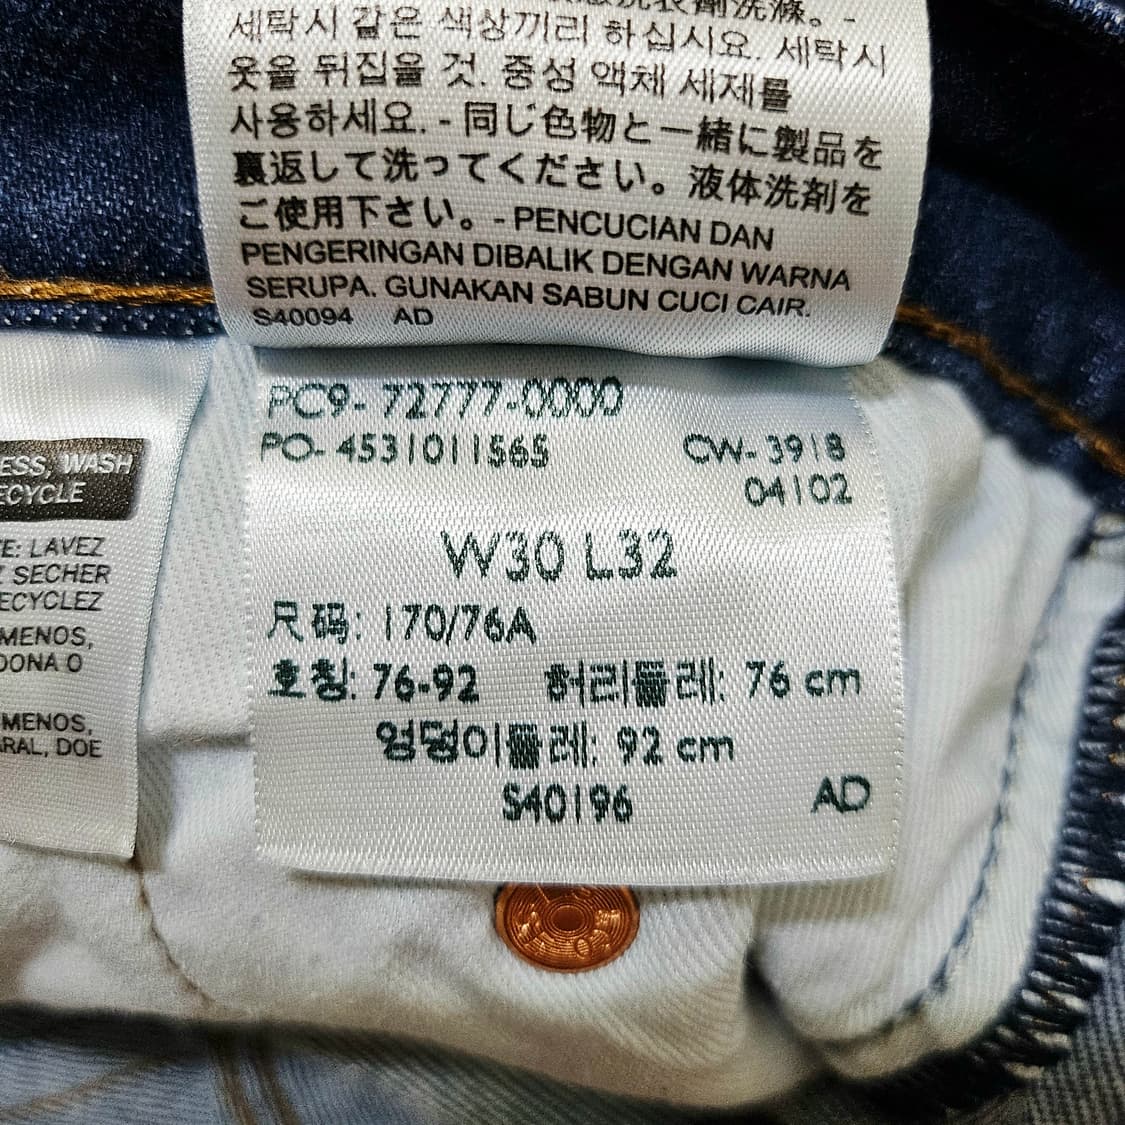 洗衣劑洗滌。-
세탁시 같은 색상끼리 하십시요. 세탁시
옷을 뒤집을 것. 중성 액체 세제를
사용하세요. - 同じ色物と一緒に製品を
裏返して洗ってください。液体洗剤を
ご使用下さい。- PENCUCIAN DAN
PENGERINGAN DIBALIK DENGAN WARNA
SERUPA. GUNAKAN SABUN CUCI CAIR.
S40094 AD
PC9-72777-0000
PO-4531011565 CW-3918
04102
W30 L32
尺码: 170/76A
호칭: 76-92 허리둘레: 76 cm
엉덩이둘레: 92 cm
S40196 AD
ESS, WASH
ECYCLE
E: LAVEZ
Z SECHER
ECYCLEZ
MENOS,
DONA O
MENOS,
ARAL, DOE